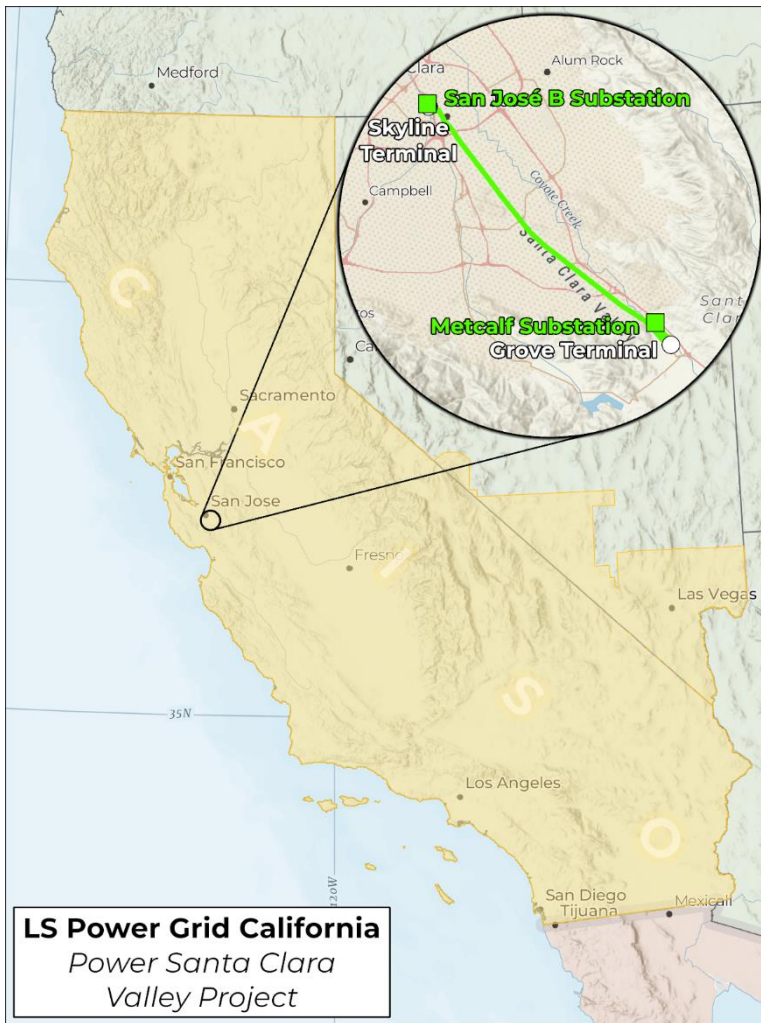 Medford
Clara
Alum Rock
San José B Substation
Skyline
Terminal
Campbell
Coyote Creek
Santa Clara Valley
Metcalf Substation
Grove Terminal
C
A
I
S
O
Sacramento
San Francisco
San Jose
Fresno
Las Vegas
35N
Los Angeles
120W
San Diego
Tijuana
Mexicali
LS Power Grid California
Power Santa Clara
Valley Project